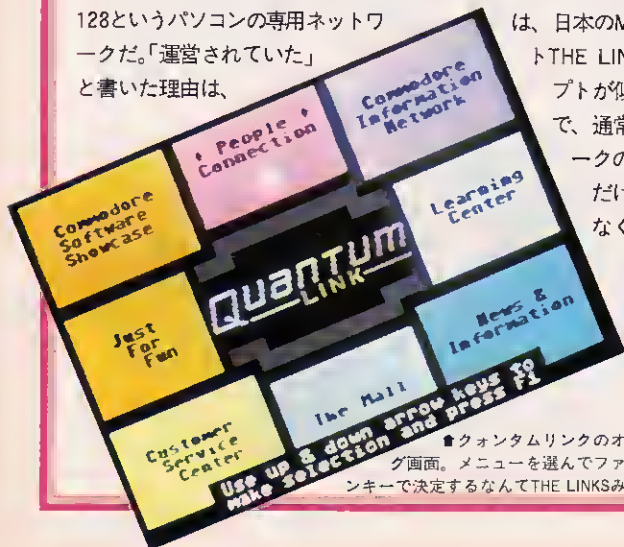 128というパソコンの専用ネットワ
ークだ。「運営されていた」
と書いた理由は、
は、日本のM
トTHE LIN
プトが似
で、通常
ークの
だけ
なく
Commodore
Software
Showcase
♦ People ♦
Connection
Commodore
Information
Network
Just
For
Fun
QUANTUM
LINK
Learning
Center
Customer
Service
Center
The Mall
News &
Information
Use up & down arrow keys to
make selection and press F1
⬆クォンタムリンクのオ
グ画面。メニューを選んでファ
ンキーで決定するなんてTHE LINKSみ